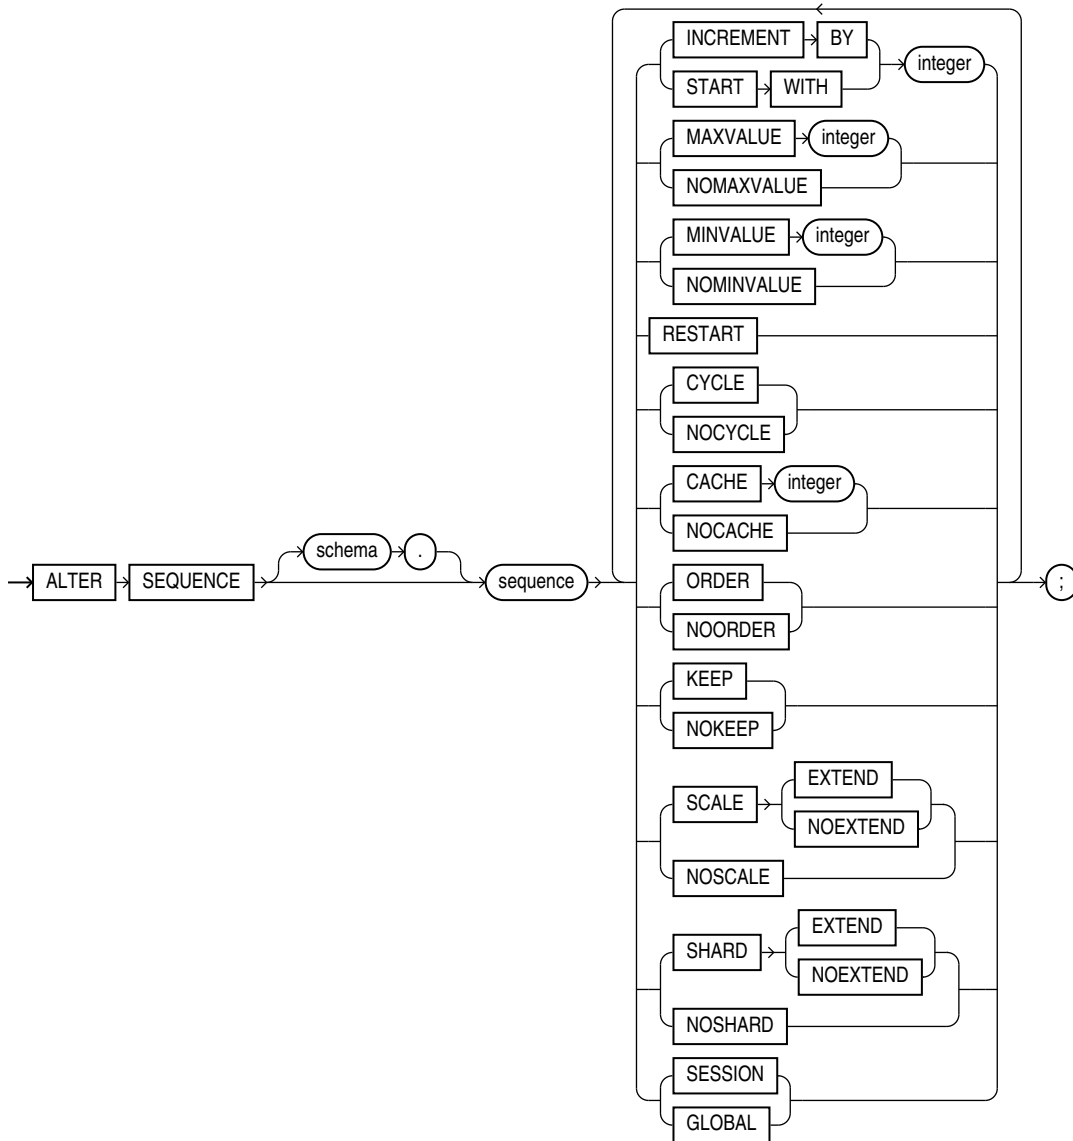 INCREMENT BY
integer
START WITH
MAXVALUE integer
NOMAXVALUE
MINVALUE integer
NOMINVALUE
RESTART
CYCLE
NOCYCLE
CACHE integer
NOCACHE
schema .
ALTER SEQUENCE sequence ;
ORDER
NOORDER
KEEP
NOKEEP
EXTEND
SCALE
NOEXTEND
NOSCALE
EXTEND
SHARD
NOEXTEND
NOSHARD
SESSION
GLOBAL